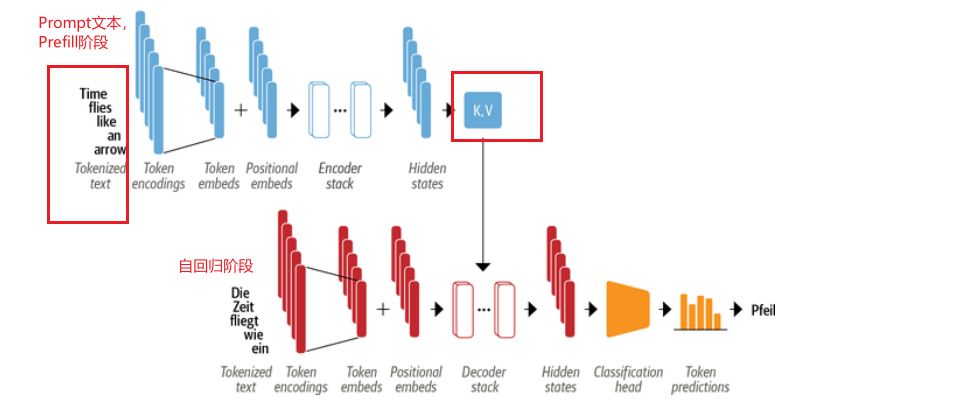 Prompt文本，
Prefill阶段
Time
flies
like
an
arrow
Tokenized
text
Token
encodings
Token
embeds
+
Positional
embeds
...
Encoder
stack
Hidden
states
K,V
自回归阶段
Die
Zeit
fliegt
wie
ein
Tokenized
text
Token
encodings
Token
embeds
+
Positional
embeds
...
Decoder
stack
Hidden
states
Classification
head
Token
predictions
Pfeil